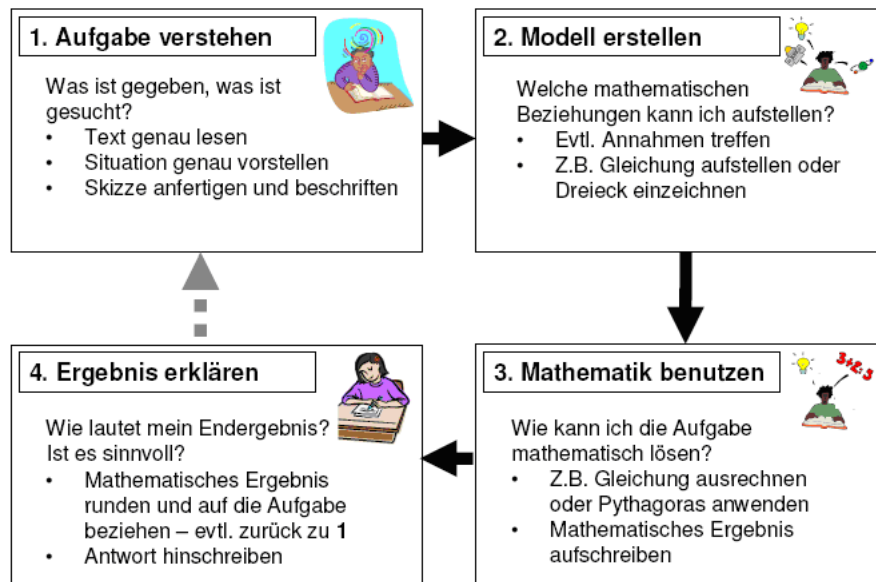 1. Aufgabe verstehen
Was ist gegeben, was ist
gesucht?
• Text genau lesen
• Situation genau vorstellen
• Skizze anfertigen und beschriften
2. Modell erstellen
Welche mathematischen
Beziehungen kann ich aufstellen?
• Evtl. Annahmen treffen
• Z.B. Gleichung aufstellen oder
Dreieck einzeichnen
3. Mathematik benutzen
3+2=3
Wie kann ich die Aufgabe
mathematisch lösen?
• Z.B. Gleichung ausrechnen
oder Pythagoras anwenden
• Mathematisches Ergebnis
aufschreiben
4. Ergebnis erklären
Wie lautet mein Endergebnis?
Ist es sinnvoll?
• Mathematisches Ergebnis
runden und auf die Aufgabe
beziehen – evtl. zurück zu 1
• Antwort hinschreiben